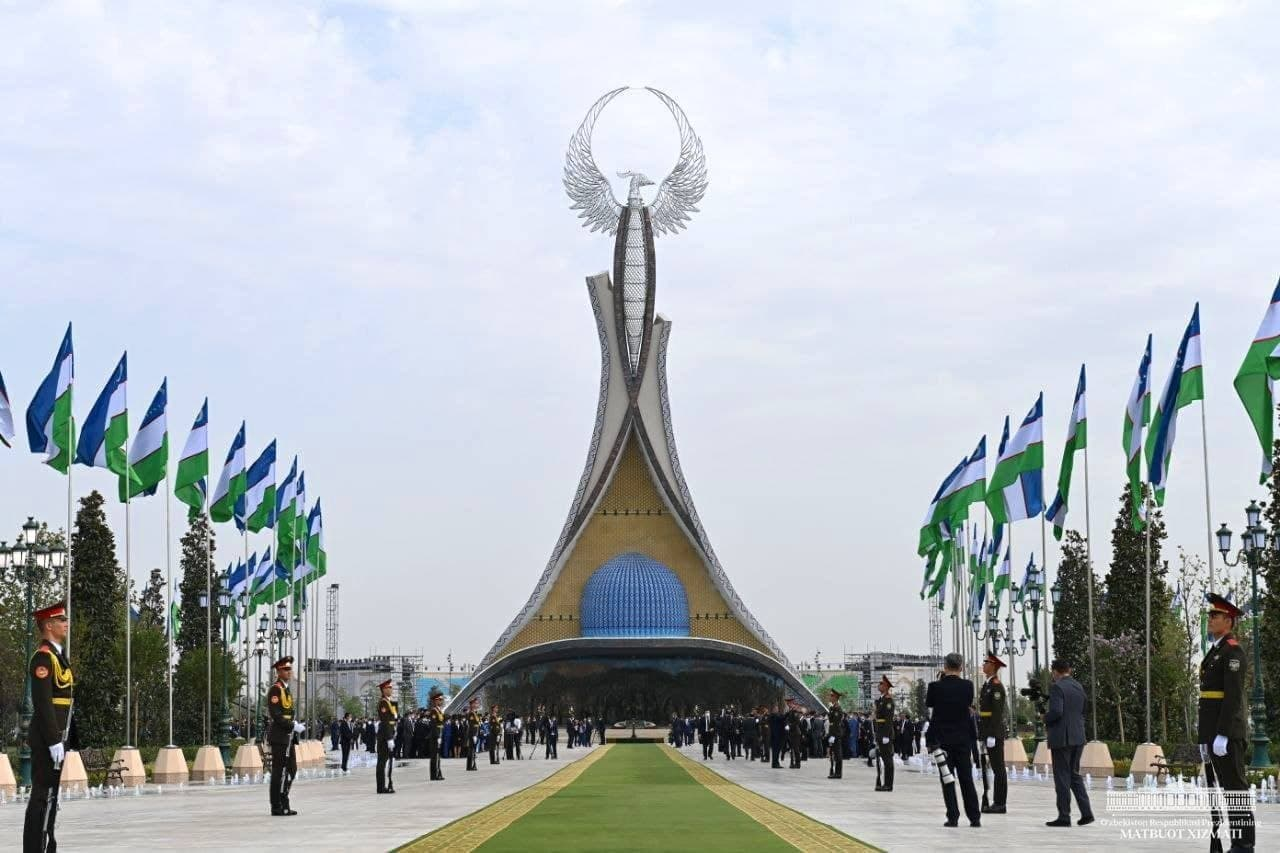 O'zbekiston Respublikasi Prezidentining
MATBUOT XIZMATI